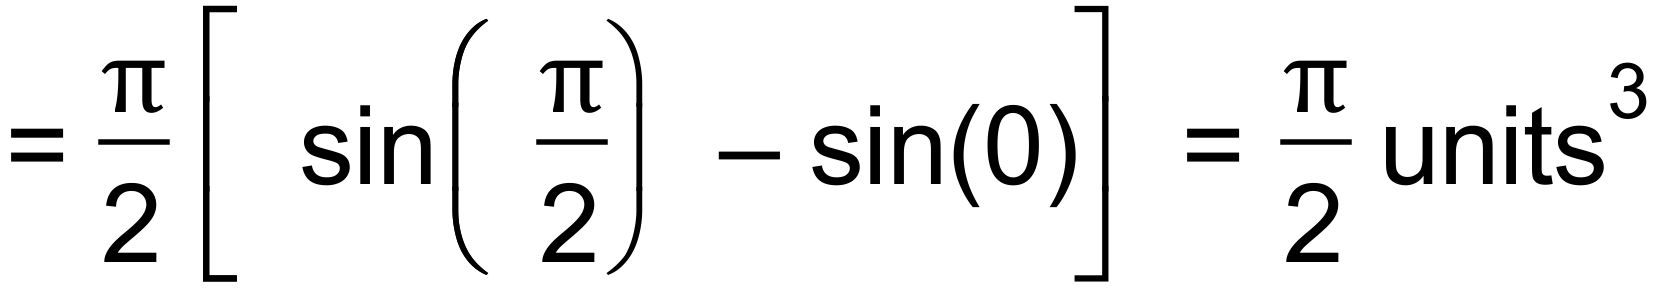 = π/2 [ sin( π/2 ) − sin(0) ] = π/2 units³